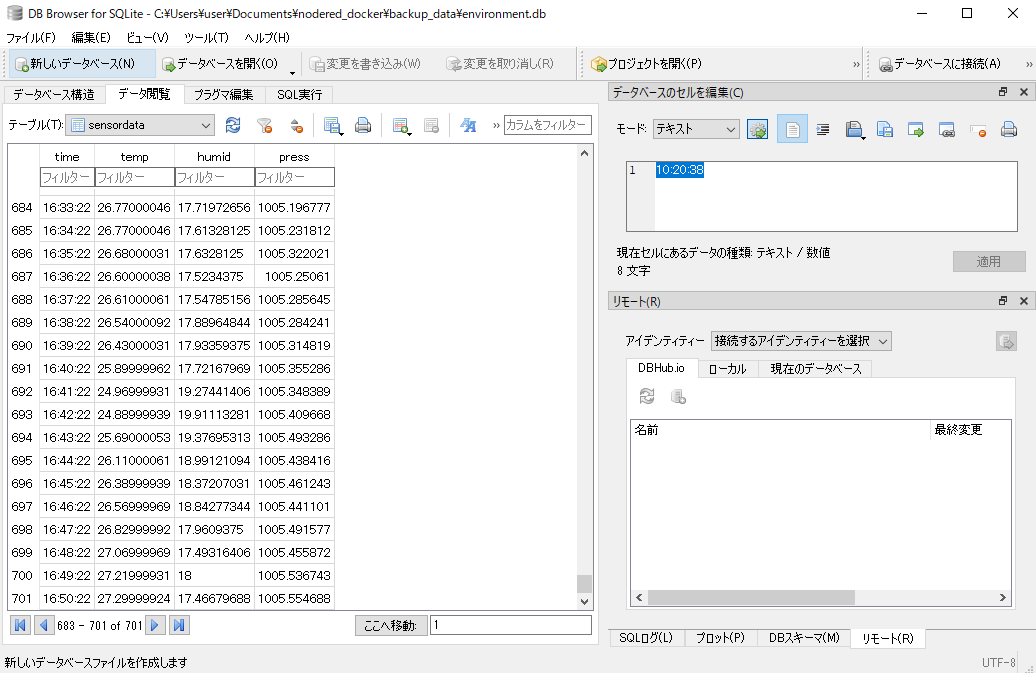 DB Browser for SQLite - C:¥Users¥user¥Documents¥nodered_docker¥backup_data¥environment.db
ファイル(F) 編集(E) ビュー(V) ツール(T) ヘルプ(H)
新しいデータベース(N) データベースを開く(O) 変更を書き込み(W) 変更を取り消し(R) プロジェクトを開く(P) » データベースに接続(A) »
データベース構造 データ閲覧 プラグマ編集 SQL実行
テーブル(T): sensordata » カラムをフィルター
time temp humid press
フィルター フィルター フィルター フィルター
684 16:33:22 26.77000046 17.71972656 1005.196777
685 16:34:22 26.77000046 17.61328125 1005.231812
686 16:35:22 26.68000031 17.6328125 1005.322021
687 16:36:22 26.60000038 17.5234375 1005.25061
688 16:37:22 26.61000061 17.54785156 1005.285645
689 16:38:22 26.54000092 17.88964844 1005.284241
690 16:39:22 26.43000031 17.93359375 1005.314819
691 16:40:22 25.89999962 17.72167969 1005.355286
692 16:41:22 24.96999931 19.27441406 1005.348389
693 16:42:22 24.88999939 19.91113281 1005.409668
694 16:43:22 25.69000053 19.37695313 1005.493286
695 16:44:22 26.11000061 18.99121094 1005.438416
696 16:45:22 26.38999939 18.37207031 1005.461243
697 16:46:22 26.56999969 18.84277344 1005.441101
698 16:47:22 26.82999992 17.9609375 1005.491577
699 16:48:22 27.06999969 17.49316406 1005.455872
700 16:49:22 27.21999931 18 1005.536743
701 16:50:22 27.29999924 17.46679688 1005.554688
683 - 701 of 701 ここへ移動: 1
データベースのセルを編集(C)
モード: テキスト
1 10:20:38
現在セルにあるデータの種類: テキスト / 数値
8 文字
適用
リモート(R)
アイデンティティー 接続するアイデンティティーを選択
DBHub.io ローカル 現在のデータベース
名前 最終変更
SQLログ(L) プロット(P) DBスキーマ(M) リモート(R)
新しいデータベースファイルを作成します
UTF-8